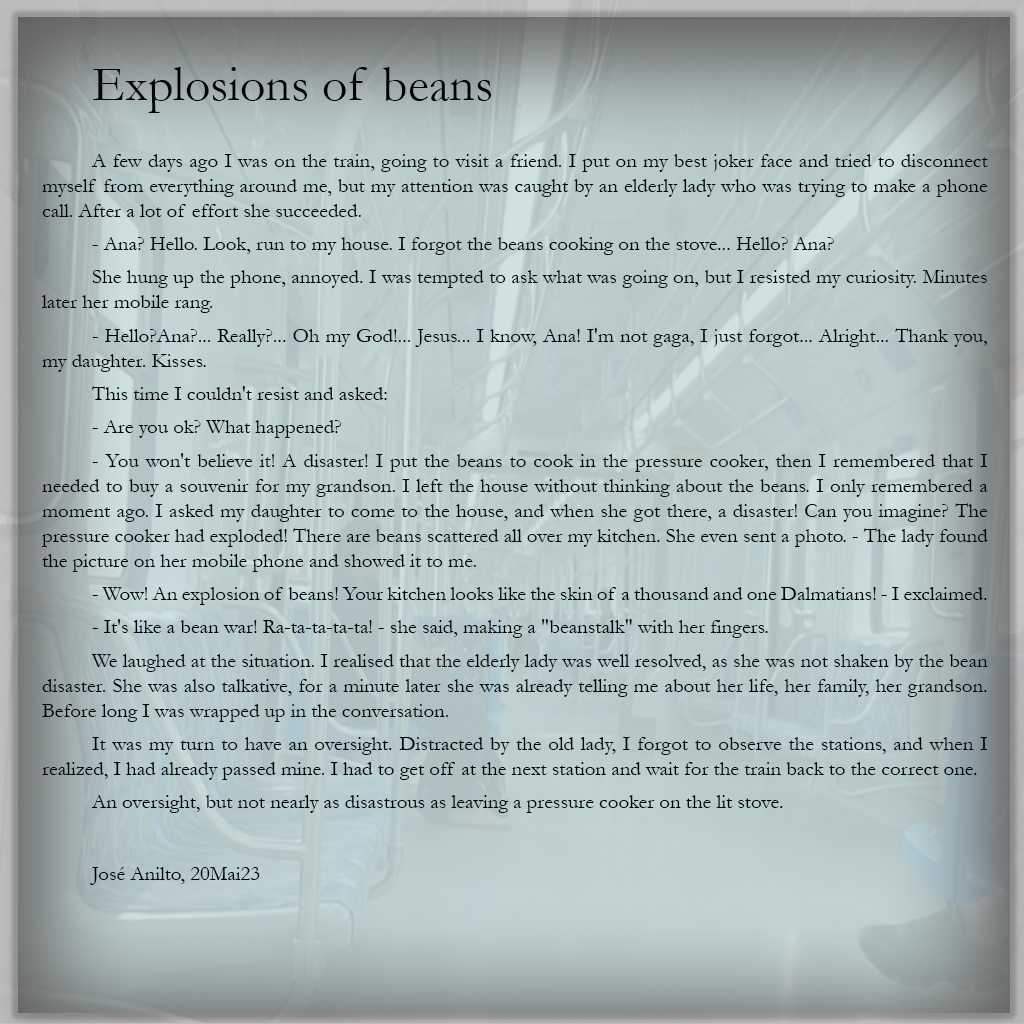 Explosions of beans
A few days ago I was on the train, going to visit a friend. I put on my best joker face and tried to disconnect
myself from everything around me, but my attention was caught by an elderly lady who was trying to make a phone
call. After a lot of effort she succeeded.
- Ana? Hello. Look, run to my house. I forgot the beans cooking on the stove... Hello? Ana?
She hung up the phone, annoyed. I was tempted to ask what was going on, but I resisted my curiosity. Minutes
later her mobile rang.
- Hello?Ana?... Really?... Oh my God!... Jesus... I know, Ana! I'm not gaga, I just forgot... Alright... Thank you,
my daughter. Kisses.
This time I couldn't resist and asked:
- Are you ok? What happened?
- You won't believe it! A disaster! I put the beans to cook in the pressure cooker, then I remembered that I
needed to buy a souvenir for my grandson. I left the house without thinking about the beans. I only remembered a
moment ago. I asked my daughter to come to the house, and when she got there, a disaster! Can you imagine? The
pressure cooker had exploded! There are beans scattered all over my kitchen. She even sent a photo. - The lady found
the picture on her mobile phone and showed it to me.
- Wow! An explosion of beans! Your kitchen looks like the skin of a thousand and one Dalmatians! - I exclaimed.
- It's like a bean war! Ra-ta-ta-ta-ta! - she said, making a "beanstalk" with her fingers.
We laughed at the situation. I realised that the elderly lady was well resolved, as she was not shaken by the bean
disaster. She was also talkative, for a minute later she was already telling me about her life, her family, her grandson.
Before long I was wrapped up in the conversation.
It was my turn to have an oversight. Distracted by the old lady, I forgot to observe the stations, and when I
realized, I had already passed mine. I had to get off at the next station and wait for the train back to the correct one.
An oversight, but not nearly as disastrous as leaving a pressure cooker on the lit stove.
José Anilto, 20Mai23